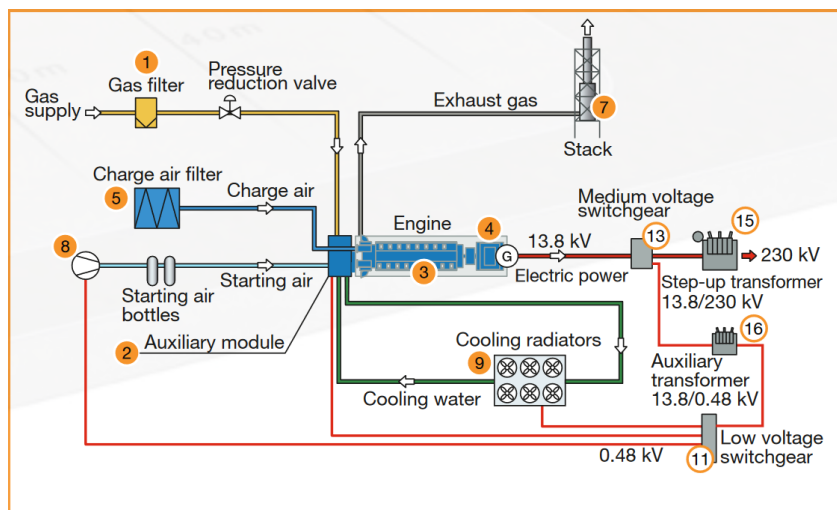 1
Gas filter
Pressure
reduction valve
Gas
supply
Exhaust gas
7
Stack
Charge air filter
5
Charge air
Medium voltage
switchgear
Engine
4
15
13
8
13.8 kV
G
230 kV
3
Electric power
Step-up transformer
13.8/230 kV
Starting air
Starting air
bottles
2
Auxiliary module
Cooling radiators
9
16
Auxiliary
transformer
13.8/0.48 kV
Cooling water
0.48 kV
11
Low voltage
switchgear